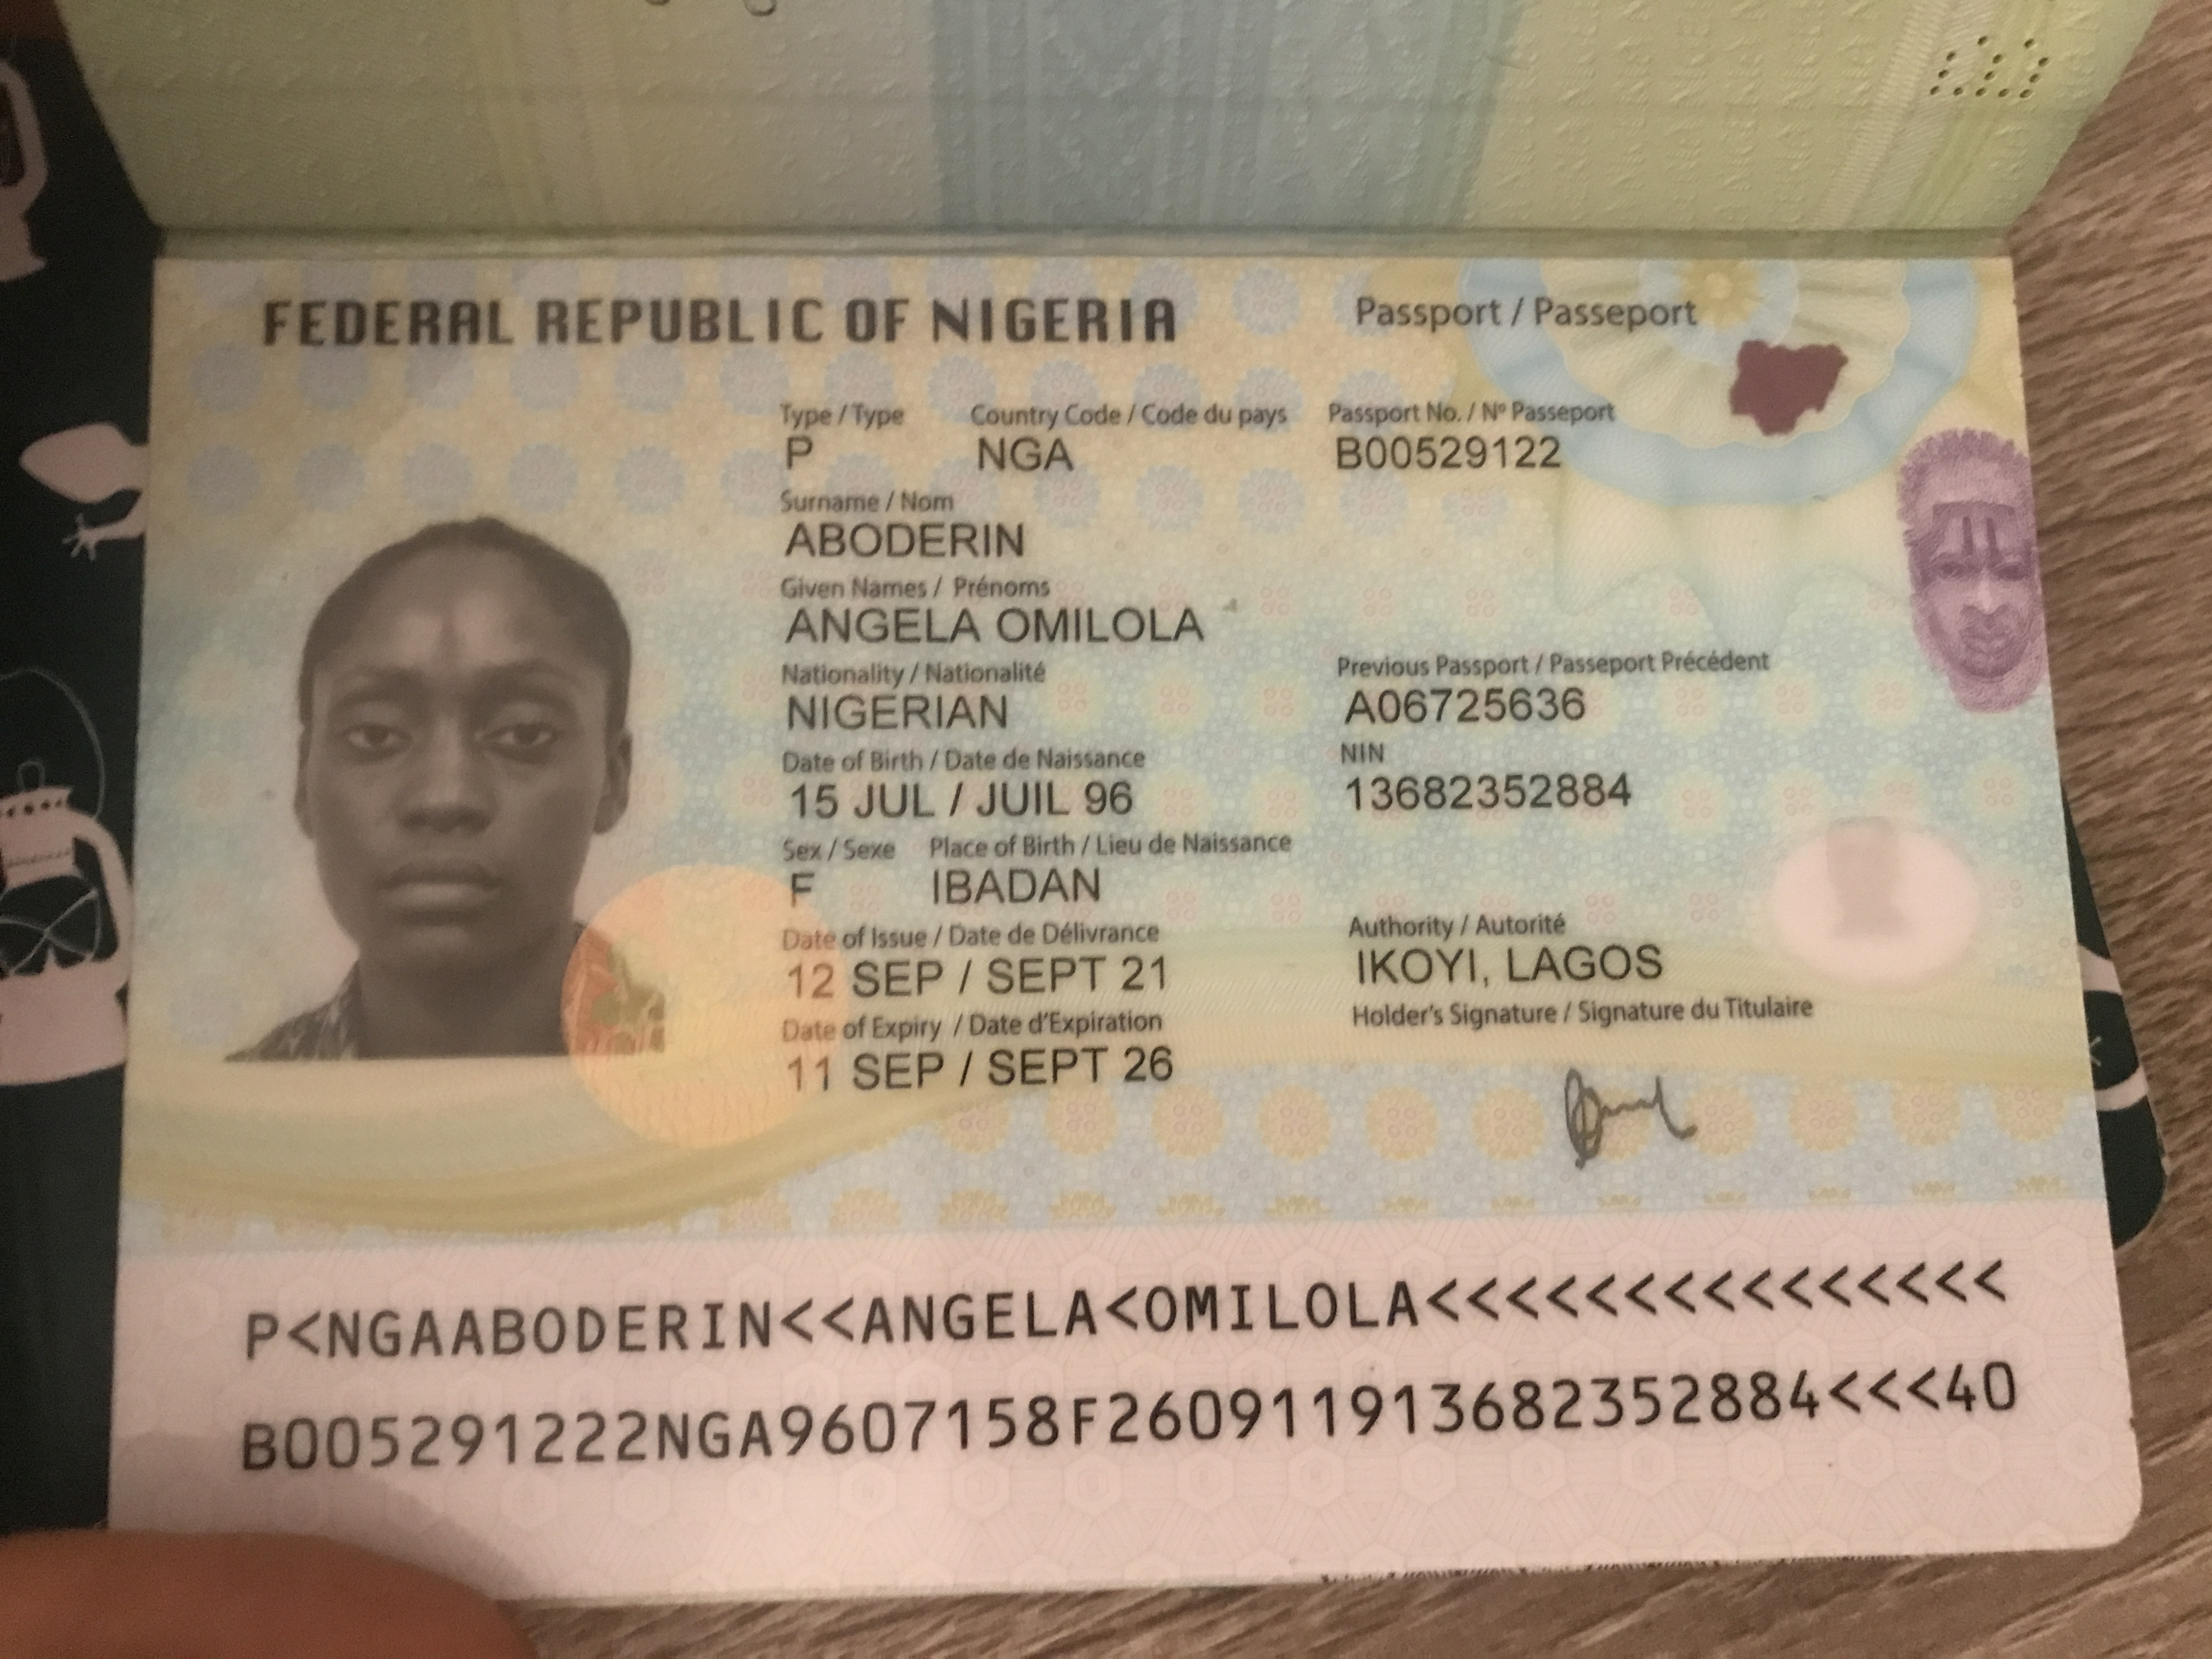 FEDERAL REPUBLIC OF NIGERIA
Passport / Passeport
Type / Type Country Code / Code du pays Passport No. / Nº Passeport
P NGA B00529122
Surname / Nom
ABODERIN
Given Names / Prénoms
ANGELA OMILOLA
Nationality / Nationalité Previous Passport / Passeport Précédent
NIGERIAN A06725636
Date of Birth / Date de Naissance NIN
15 JUL / JUIL 96 13682352884
Sex / Sexe Place of Birth / Lieu de Naissance
F IBADAN
Date of Issue / Date de Délivrance Authority / Autorité
12 SEP / SEPT 21 IKOYI, LAGOS
Date of Expiry / Date d'Expiration Holder's Signature / Signature du Titulaire
11 SEP / SEPT 26
P<NGAABODERIN<<ANGELA<OMILOLA<<<<<<<<<<<<<<<
B005291222NGA9607158F260911913682352884<<<40